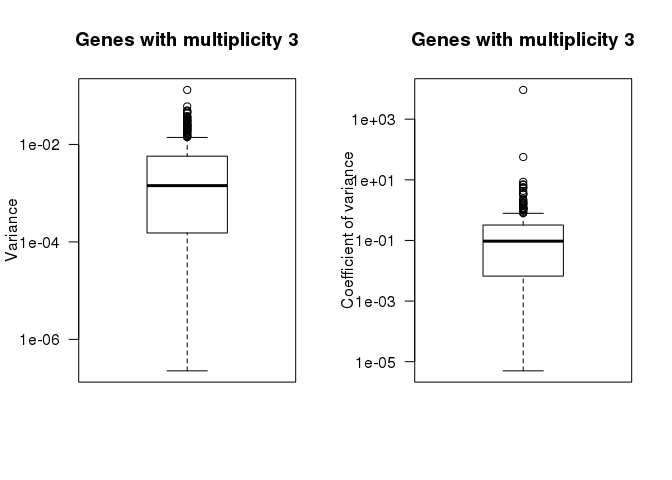 Genes with multiplicity 3
Variance
1e-02
1e-04
1e-06
Genes with multiplicity 3
Coefficient of variance
1e+03
1e+01
1e-01
1e-03
1e-05